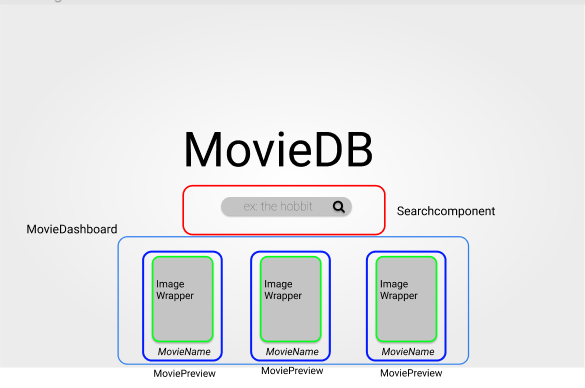 MovieDB
ex: the hobbit
Searchcomponent
MovieDashboard
Image
Wrapper
Image
Wrapper
Image
Wrapper
MovieName
MovieName
MovieName
MoviePreview
MoviePreview
MoviePreview